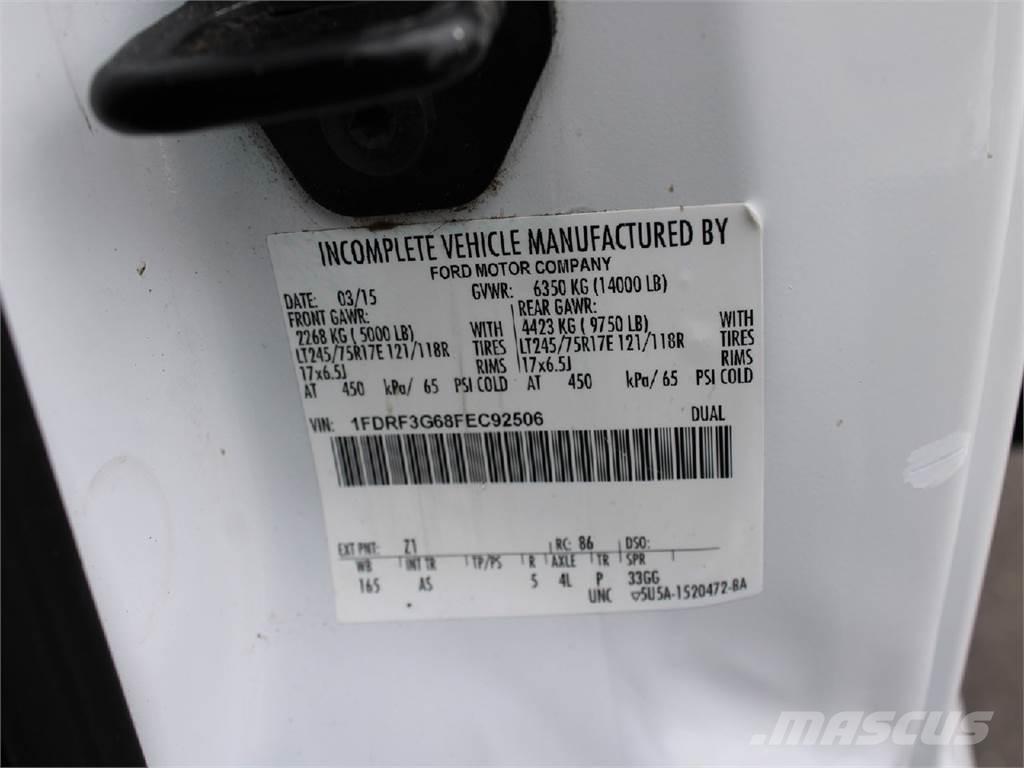 INCOMPLETE VEHICLE MANUFACTURED BY
FORD MOTOR COMPANY
DATE: 03/15 GVWR: 6350 KG (14000 LB)
FRONT GAWR: REAR GAWR:
2268 KG ( 5000 LB) WITH 4423 KG ( 9750 LB) WITH
LT245/75R17E 121/118R TIRES LT245/75R17E 121/118R TIRES
17x6.5J RIMS 17x6.5J RIMS
AT 450 kPa/ 65 PSI COLD AT 450 kPa/ 65 PSI COLD
VIN: 1FDRF3G68FEC92506 DUAL
EXT PNT: Z1 RC: 86 DSO:
WB INT TR TP/PS R AXLE TR SPR
165 AS 5 4L P 33GG
UNC ▽5U5A-1520472-BA
MASCUS